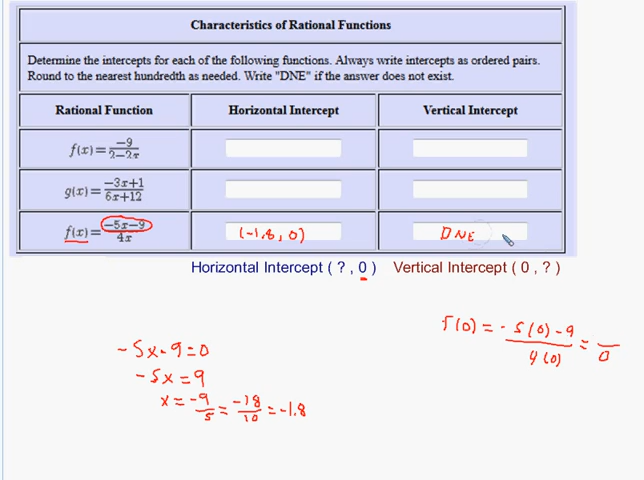 Characteristics of Rational Functions
Determine the intercepts for each of the following functions. Always write intercepts as ordered pairs.
Round to the nearest hundredth as needed. Write "DNE" if the answer does not exist.
Rational Function Horizontal Intercept Vertical Intercept
f(x) = -9/(2-2x)
g(x) = (-3x+1)/(6x+12)
f(x) = (-5x-9)/4x (-1.8, 0) DNE
Horizontal Intercept ( ? , 0 ) Vertical Intercept ( 0 , ? )
f(0) = (-5(0)-9)/4(0) = /0
-5x-9=0
-5x=9
x = -9/5 = -18/10 = -1.8